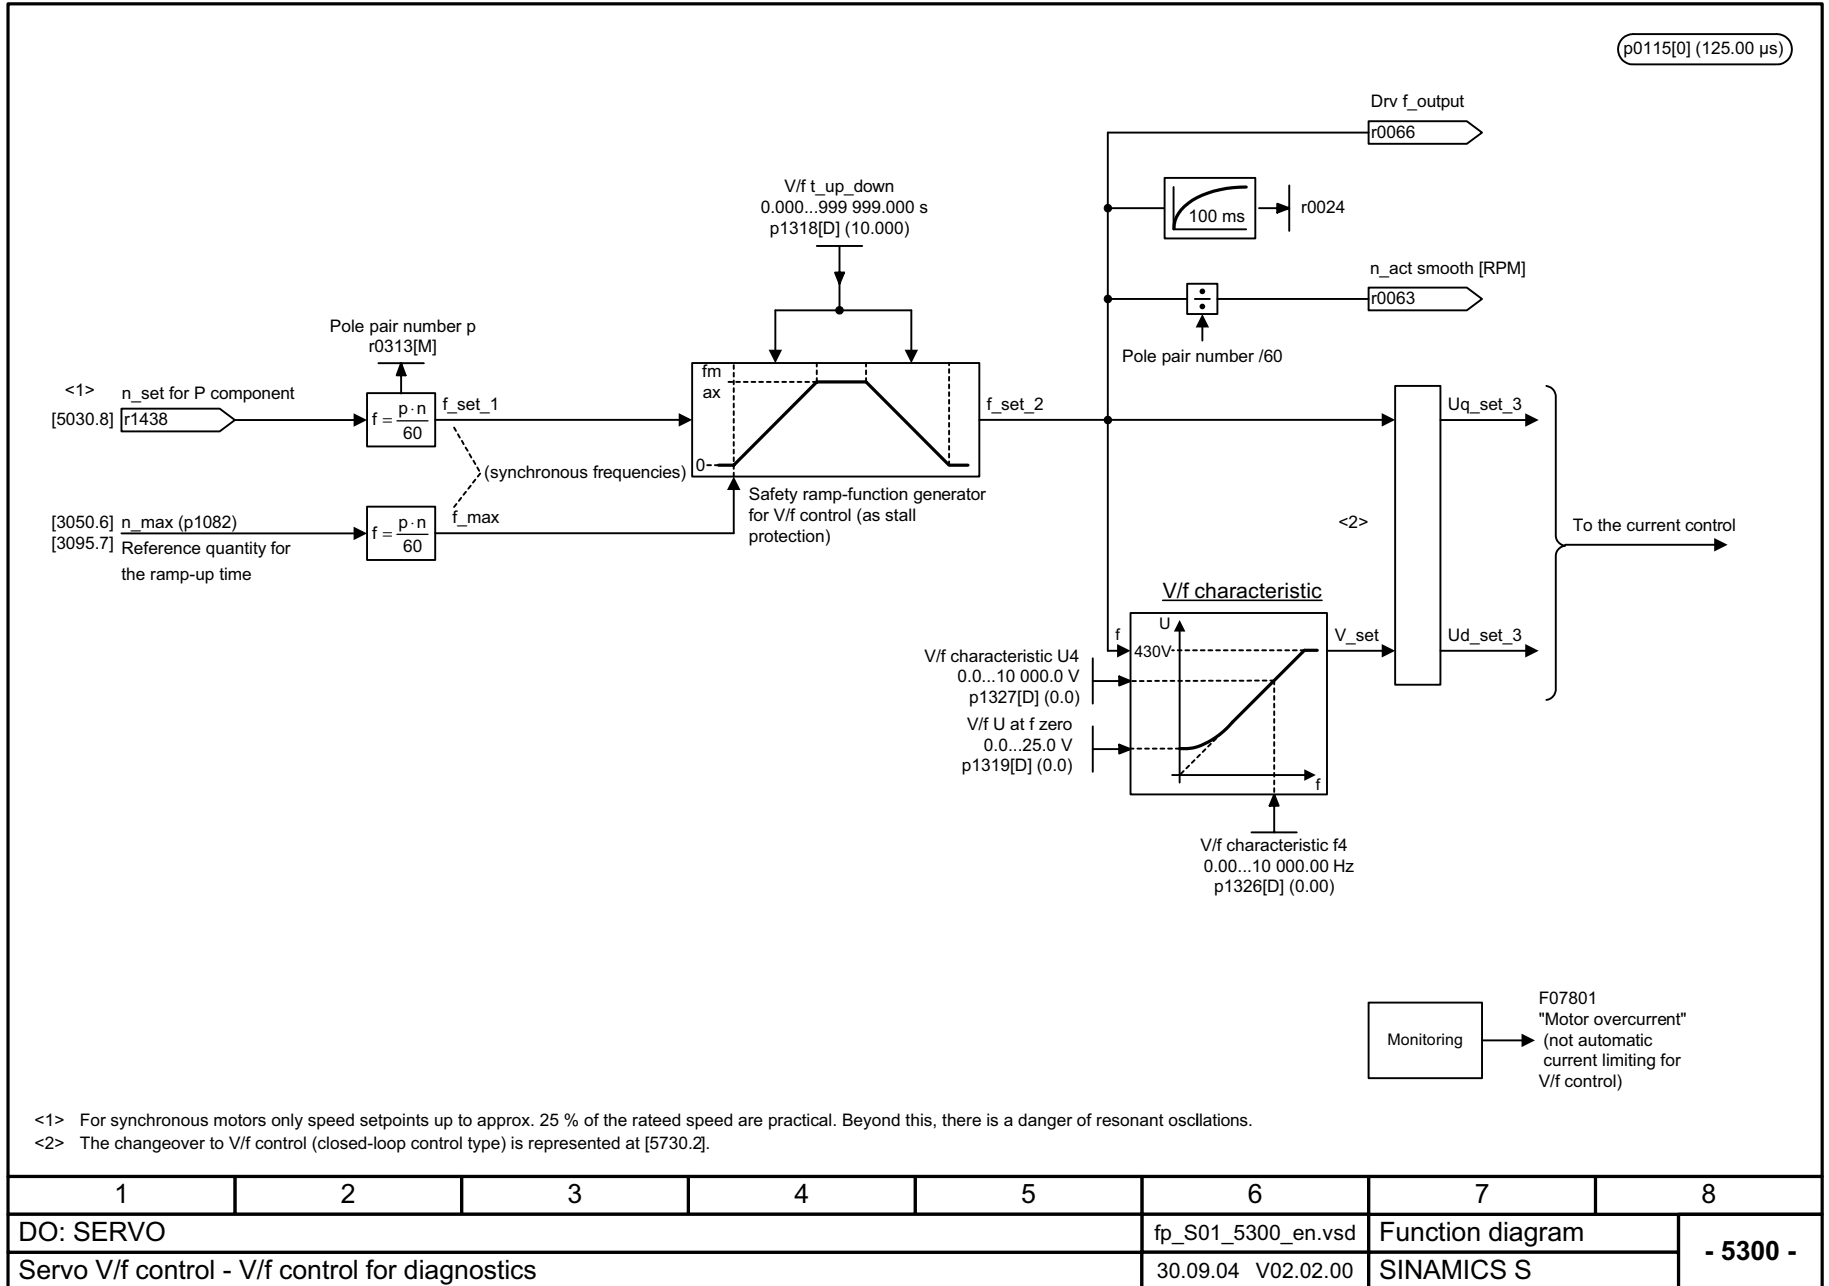 p0115[0] (125.00 µs)
Drv f_output
r0066
100 ms
r0024
n_act smooth [RPM]
r0063
Pole pair number /60
V/f t_up_down
0.000...999 999.000 s
p1318[D] (10.000)
Pole pair number p
r0313[M]
<1>
n_set for P component
[5030.8]
r1438
f = p·n
60
f_set_1
(synchronous frequencies)
[3050.6]
[3095.7]
n_max (p1082)
Reference quantity for
the ramp-up time
f = p·n
60
f_max
fm
ax
0
f_set_2
Safety ramp-function generator
for V/f control (as stall
protection)
Uq_set_3
<2>
To the current control
Ud_set_3
V/f characteristic
f
U
430V
f
V_set
V/f characteristic U4
0.0...10 000.0 V
p1327[D] (0.0)
V/f U at f zero
0.0...25.0 V
p1319[D] (0.0)
V/f characteristic f4
0.00...10 000.00 Hz
p1326[D] (0.00)
Monitoring
F07801
"Motor overcurrent"
(not automatic
current limiting for
V/f control)
<1> For synchronous motors only speed setpoints up to approx. 25 % of the rateed speed are practical. Beyond this, there is a danger of resonant oscllations.
<2> The changeover to V/f control (closed-loop control type) is represented at [5730.2].
1 2 3 4 5 6 7 8
DO: SERVO
fp_S01_5300_en.vsd
Function diagram
- 5300 -
Servo V/f control - V/f control for diagnostics
30.09.04 V02.02.00
SINAMICS S